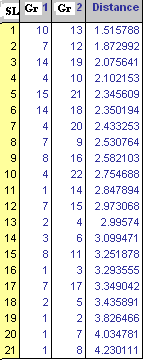 SL Gr 1 Gr 2 Distance
1 10 13 1.515788
2 7 12 1.872992
3 14 19 2.075641
4 4 10 2.102153
5 15 21 2.345609
6 14 18 2.350194
7 4 20 2.433253
8 7 9 2.530764
9 8 16 2.582103
10 4 22 2.754688
11 1 14 2.847894
12 7 15 2.973068
13 2 4 2.99574
14 3 6 3.099471
15 8 11 3.251878
16 1 3 3.293555
17 7 17 3.349042
18 2 5 3.435891
19 1 2 3.826466
20 1 7 4.034781
21 1 8 4.230111